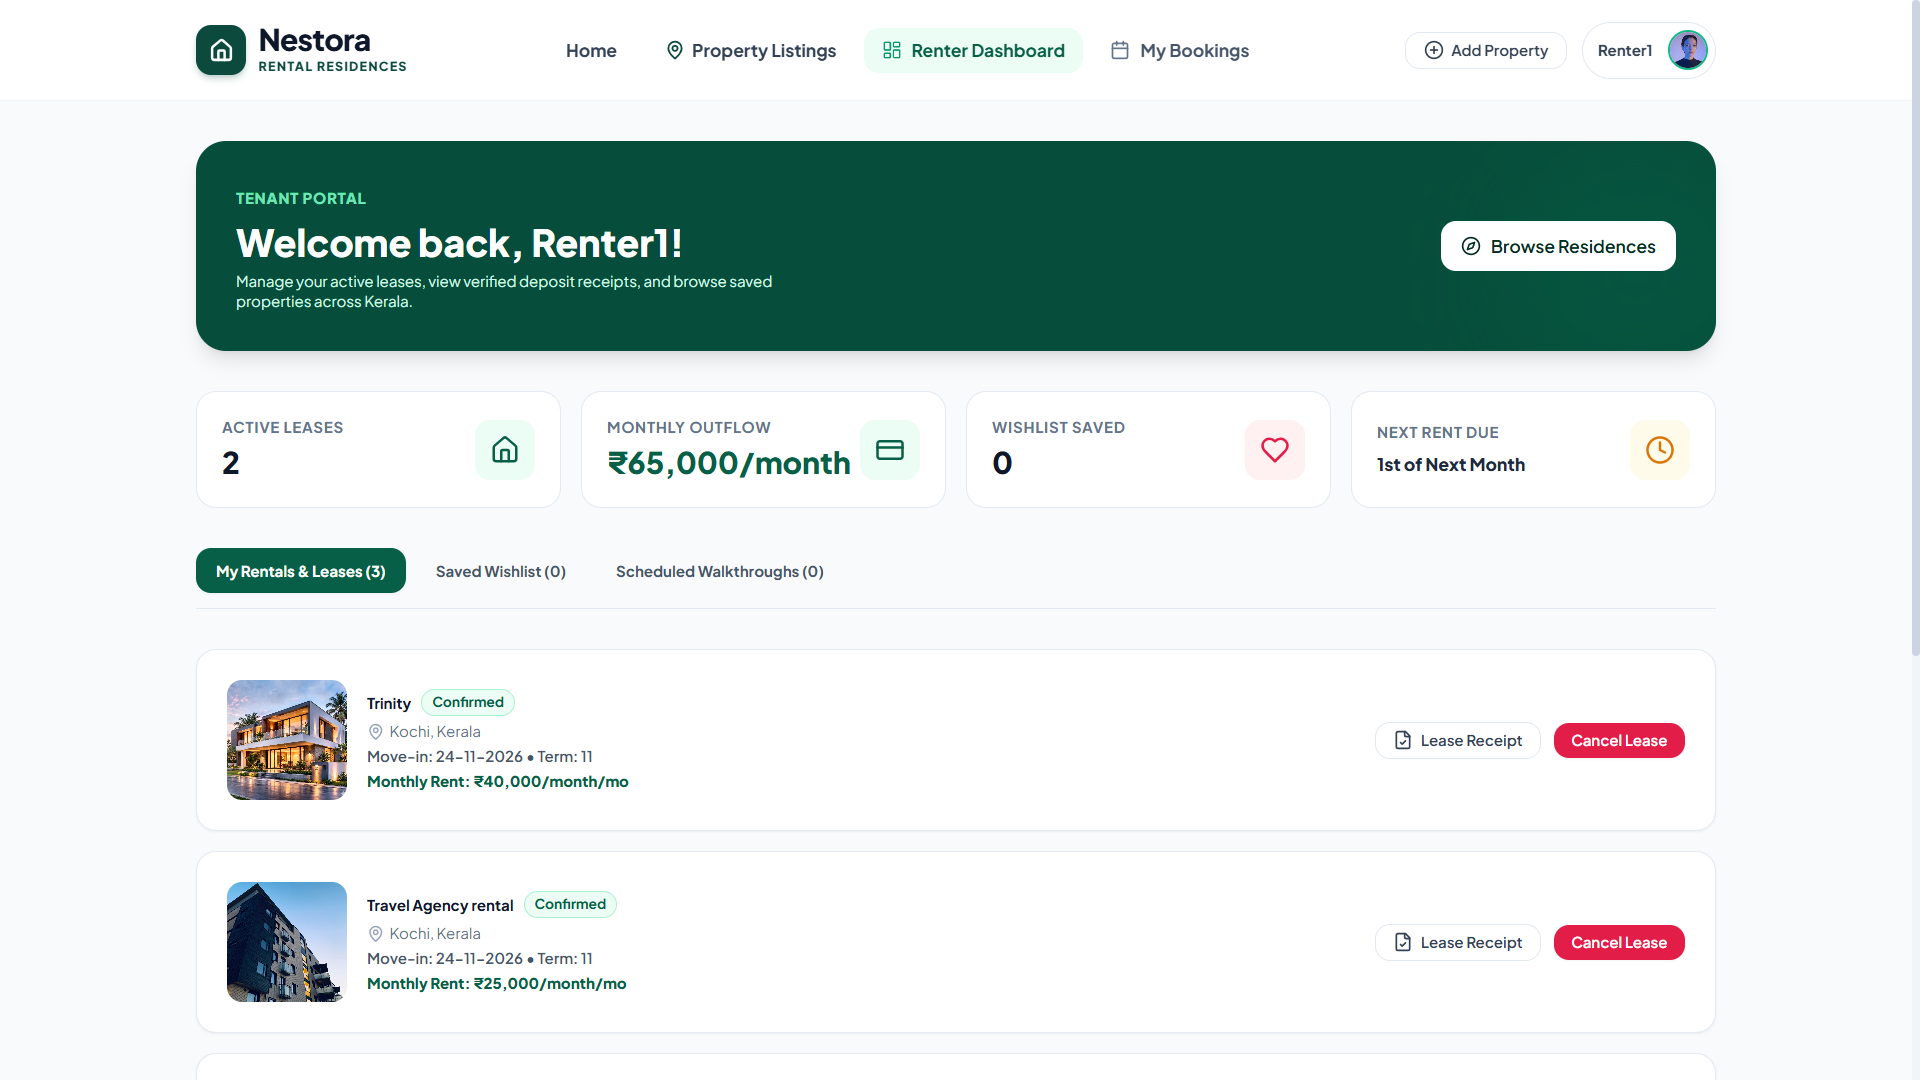 Nestora
RENTAL RESIDENCES
Home
Property Listings
Renter Dashboard
My Bookings
Add Property
Renter1
TENANT PORTAL
Welcome back, Renter1!
Manage your active leases, view verified deposit receipts, and browse saved
properties across Kerala.
Browse Residences
ACTIVE LEASES
2
MONTHLY OUTFLOW
₹65,000/month
WISHLIST SAVED
0
NEXT RENT DUE
1st of Next Month
My Rentals & Leases (3)
Saved Wishlist (0)
Scheduled Walkthroughs (0)
Trinity
Confirmed
Kochi, Kerala
Move-in: 24-11-2026 • Term: 11
Monthly Rent: ₹40,000/month/mo
Lease Receipt
Cancel Lease
Travel Agency rental
Confirmed
Kochi, Kerala
Move-in: 24-11-2026 • Term: 11
Monthly Rent: ₹25,000/month/mo
Lease Receipt
Cancel Lease